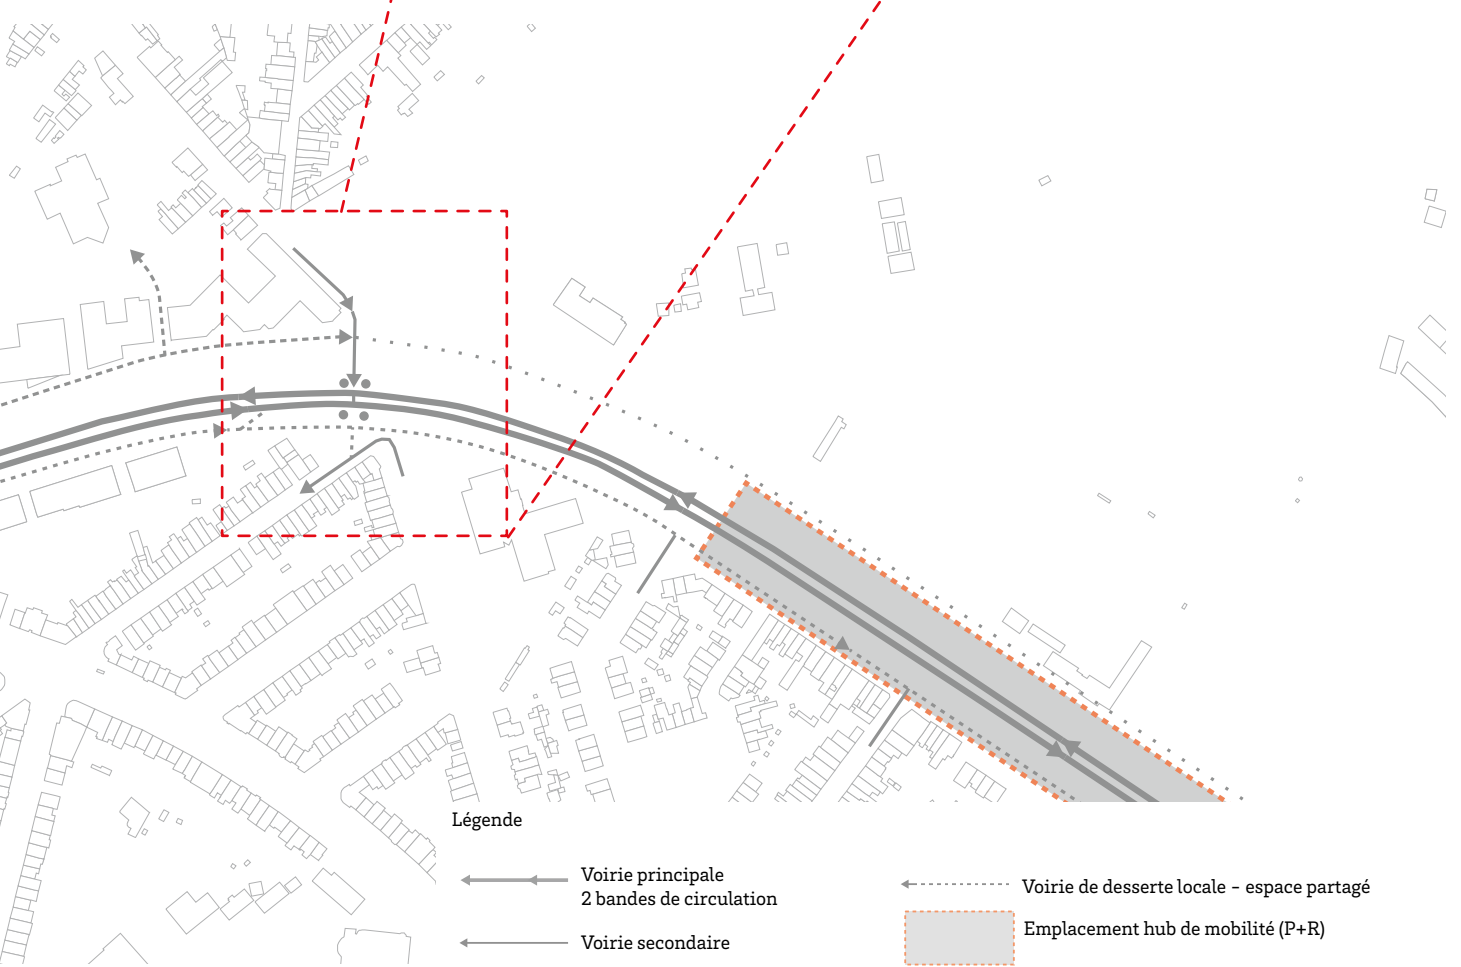 Légende
Voirie principale
2 bandes de circulation
Voirie secondaire
Voirie de desserte locale - espace partagé
Emplacement hub de mobilité (P+R)